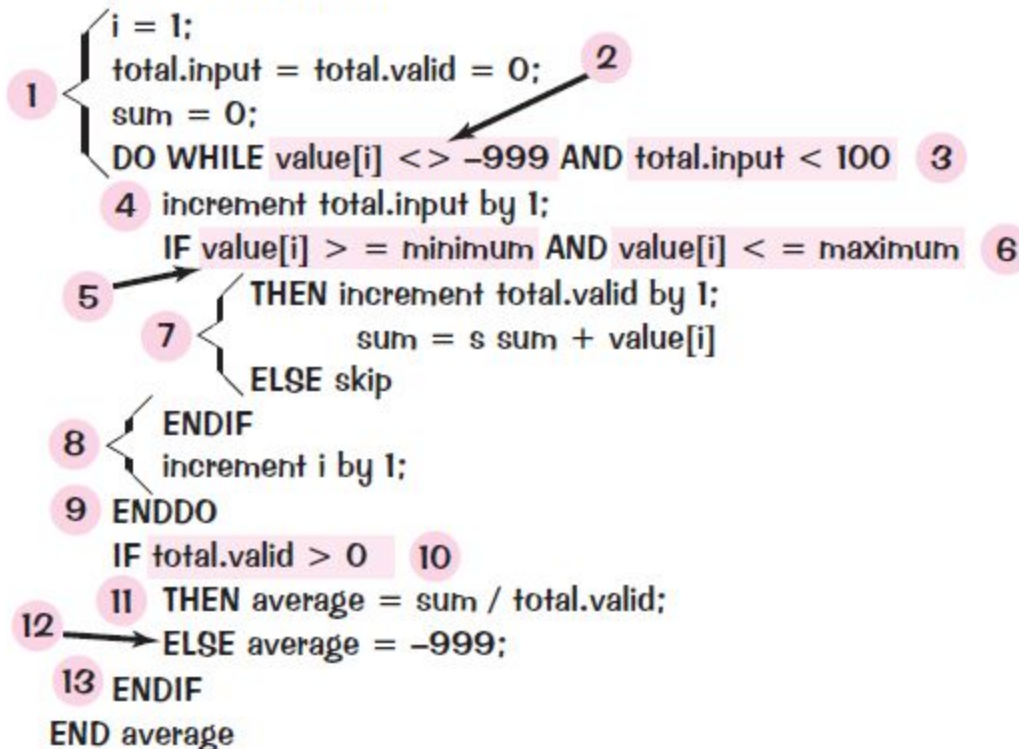 i = 1;
total.input = total.valid = 0;
2
1
sum = 0;
DO WHILE value[i] <> –999 AND total.input < 100 3
4 increment total.input by 1;
IF value[i] > = minimum AND value[i] < = maximum 6
5
THEN increment total.valid by 1;
7
sum = s sum + value[i]
ELSE skip
ENDIF
8
increment i by 1;
9 ENDDO
IF total.valid > 0 10
11 THEN average = sum / total.valid;
12
ELSE average = –999;
13 ENDIF
END average